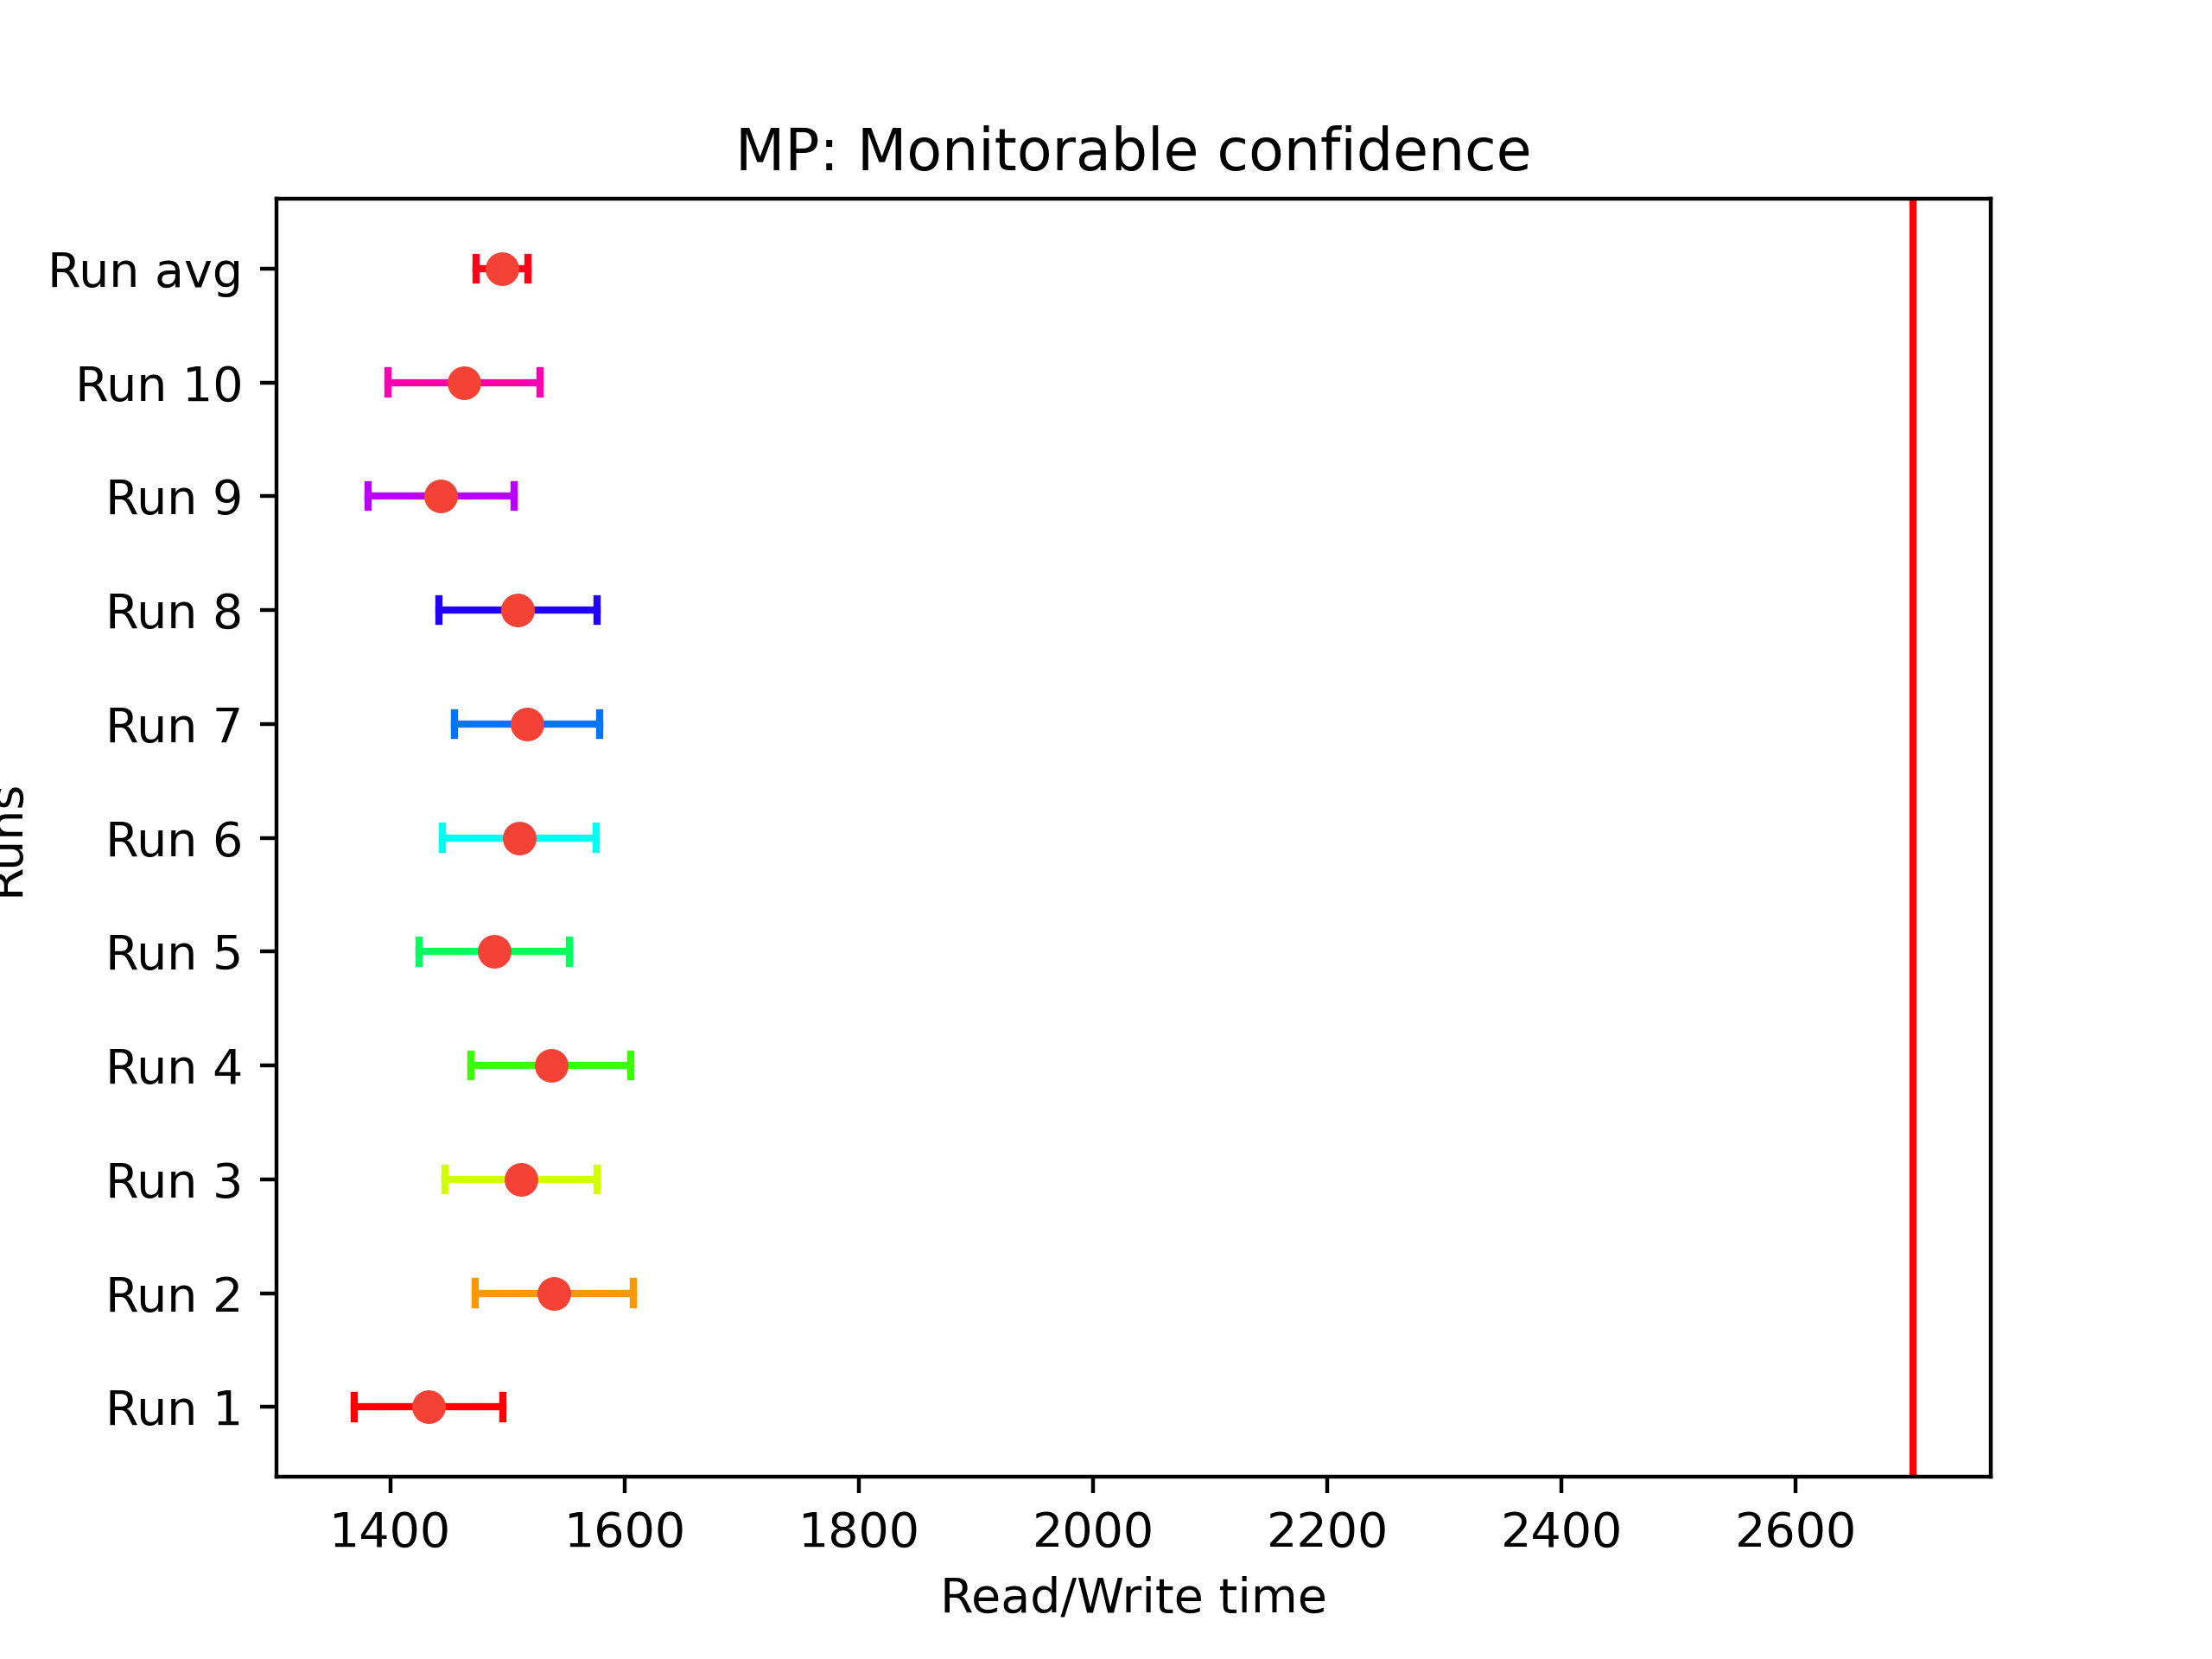 MP: Monitorable confidence
Run avg
Run 10
Run 9
Run 8
Run 7
Run 6
Run 5
Run 4
Run 3
Run 2
Run 1
Runs
1400 1600 1800 2000 2200 2400 2600
Read/Write time